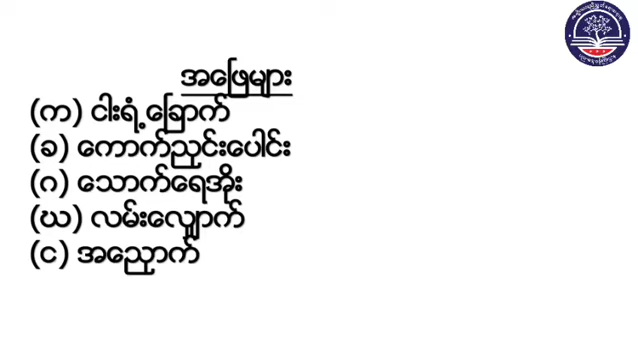 အဖြေများ
(က) ငါးရံ့ခြောက်
(ခ) ကောက်ညှင်းပေါင်း
(ဂ) သောက်ရေအိုး
(ဃ) လမ်းလျှောက်
(င) အညှောက်